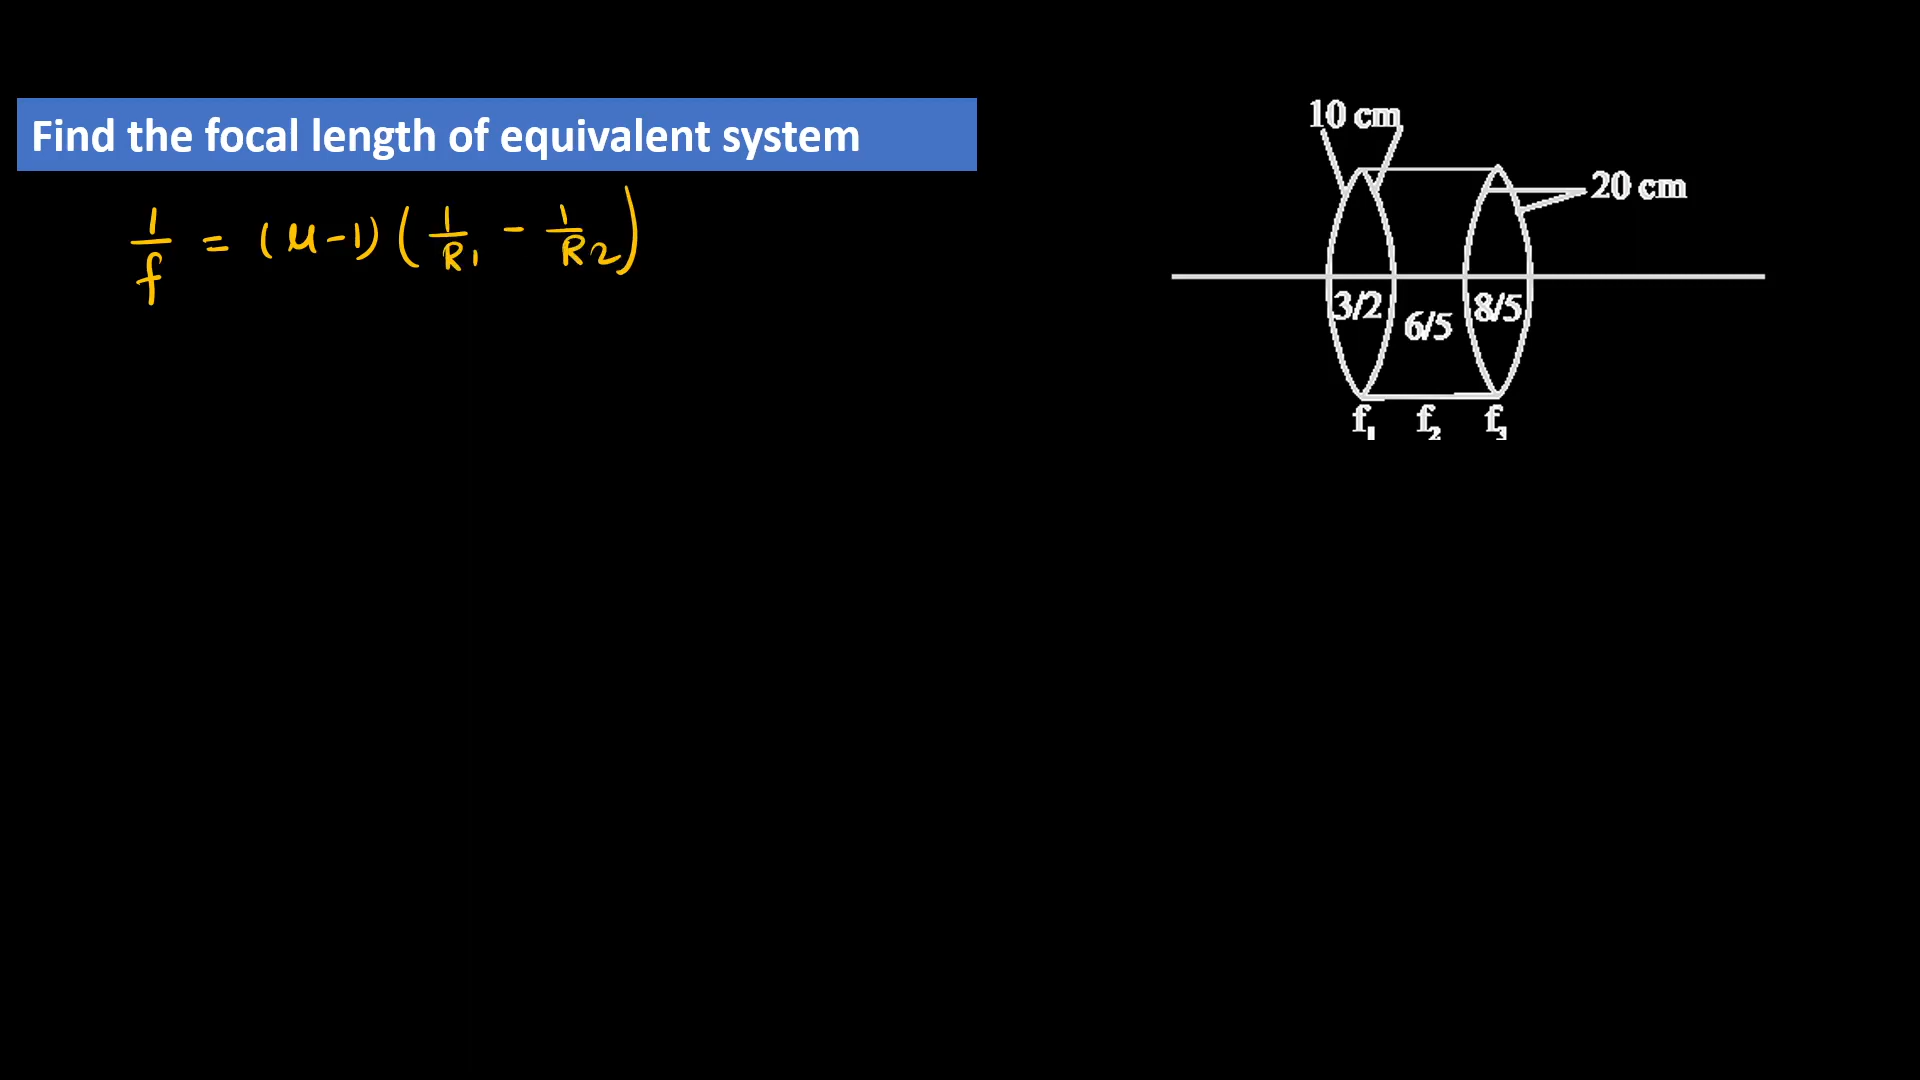 Find the focal length of equivalent system
1/f = (μ-1) (1/R₁ - 1/R₂)
10 cm
20 cm
3/2
6/5
8/5
f₁ f₂ f₃